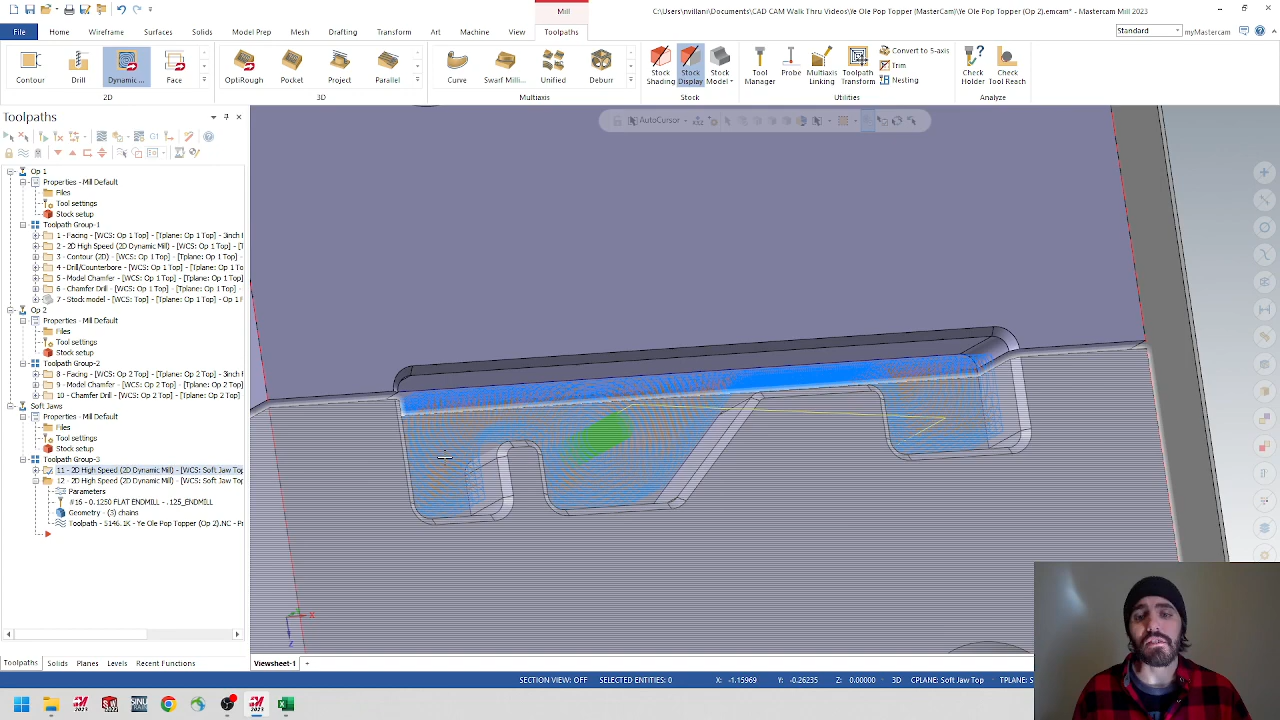 Mill
C:\Users\nvillani\Documents\CAD CAM Walk Thru Videos\Ye Ole Pop Topper (MasterCam)\Ye Ole Pop Topper (Op 2).emcam* - Mastercam Mill 2023
File Home Wireframe Surfaces Solids Model Prep Mesh Drafting Transform Art Machine View Toolpaths Standard myMastercam
Contour Drill Dynamic ... Face OptiRough Pocket Project Parallel Curve Swarf Milli... Unified Deburr Stock Shading Stock Display Stock Model Tool Manager Probe Multiaxis Linking Toolpath Transform Convert to 5-axis Trim Nesting Check Holder Check Tool Reach
2D 3D Multiaxis Stock Utilities Analyze
Toolpaths
AutoCursor
G1
Op 1
Properties - Mill Default
Files
Tool settings
Stock setup
Toolpath Group-1
1 - Facing - [WCS: Op 1 Top] - [Tplane: Op 1 Top] - 3inch
2 - 2D High Speed (2D Dynamic Mill) - [WCS: Op 1 Top] - [T
3 - Contour (2D) - [WCS: Op 1 Top] - [Tplane: Op 1 Top]
4 - Drill/Counterbore - [WCS: Op 1 Top] - [Tplane: Op 1 T
5 - Model Chamfer - [WCS: Op 1 Top] - [Tplane: Op 1 Top]
6 - Chamfer Drill - [WCS: Op 1 Top] - [Tplane: Op 1 Top]
7 - Stock model - [WCS: Op 1 Top] - [Tplane: Op 1 Top] - Op 1 F
Op 2
Properties - Mill Default
Files
Tool settings
Stock setup
Toolpath Group-2
8 - Facing - [WCS: Op 2 Top] - [Tplane: Op 2 Top] - 3inch
9 - Model Chamfer - [WCS: Op 2 Top] - [Tplane: Op 2 Top]
10 - Chamfer Drill - [WCS: Op 2 Top] - [Tplane: Op 2 Top]
Soft Jaws
Properties - Mill Default
Files
Tool settings
Stock setup
Toolpath Group-3
11 - 2D High Speed (2D Dynamic Mill) - [WCS: Soft Jaw Top
12 - 2D High Speed (2D Dynamic Mill) - [WCS: Soft Jaw Top
Parameters
#16 - 0.1250 FLAT ENDMILL - .125_ENDMILL
Geometry - (3) chains
Toolpath - 5146.1K - Ye Ole Pop Topper (Op 2).NC - Pr
X
Z
Toolpaths Solids Planes Levels Recent Functions
Viewsheet-1 +
SECTION VIEW: OFF SELECTED ENTITIES: 0 X: -1.15969 Y: -0.26235 Z: 0.00000 3D CPLANE: Soft Jaw Top TPLANE: S
2023 SINU 2023